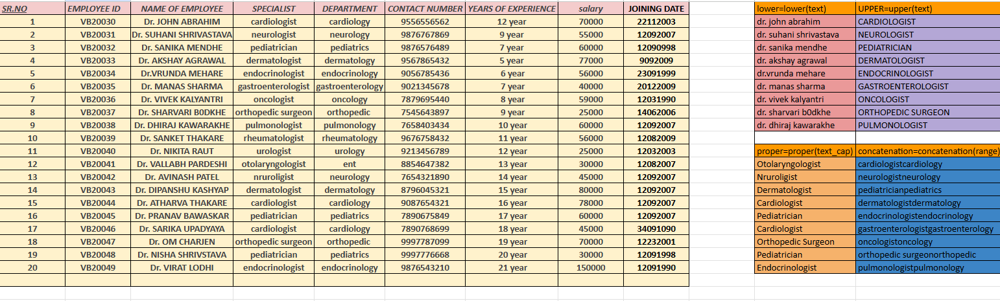 SR.NO EMPLOYEE ID NAME OF EMPLOYEE SPECIALIST DEPARTMENT CONTACT NUMBER YEARS OF EXPERIENCE salary JOINING DATE lower=lower(text) UPPER=upper(text)
1 VB20030 Dr. JOHN ABRAHIM cardiologist cardiology 9556556562 12 year 70000 22112003 dr. john abrahim CARDIOLOGIST
2 VB20031 Dr. SUHANI SHRIVASTAVA neurologist neurology 9876767869 9 year 55000 12092007 dr. suhani shrivastava NEUROLOGIST
3 VB20032 Dr. SANIKA MENDHE pediatrician pediatrics 9876576489 7 year 60000 12090998 dr. sanika mendhe PEDIATRICIAN
4 VB20033 Dr. AKSHAY AGRAWAL dermatologist dermatology 9567865432 5 year 77000 9092009 dr. akshay agrawal DERMATOLOGIST
5 VB20034 Dr.VRUNDA MEHARE endocrinologist endocrinology 9056785436 6 year 56000 23091999 dr.vrunda mehare ENDOCRINOLOGIST
6 VB20035 Dr. MANAS SHARMA gastroenterologist gastroenterology 9021345678 7 year 40000 20122009 dr. manas sharma GASTROENTEROLOGIST
7 VB20036 Dr. VIVEK KALYANTRI oncologist oncology 7879695440 8 year 59000 12031990 dr. vivek kalyantri ONCOLOGIST
8 VB20037 Dr. SHARVARI B0DKHE orthopedic surgeon orthopedic 7545643897 9 year 25000 14062006 dr. sharvari b0dkhe ORTHOPEDIC SURGEON
9 VB20038 Dr. DHIRAJ KAWARAKHE pulmonologist pulmonology 7658403434 10 year 60000 12092007 dr. dhiraj kawarakhe PULMONOLOGIST
10 VB20039 Dr. SANKET THAKARE rheumatologist rheumatology 9676758432 11 year 56000 12082009
11 VB20040 Dr. NIKITA RAUT urologist urology 9213456789 12 year 25000 12032003 proper=proper(text_cap) concatenation=concatenation(range)
12 VB20041 Dr. VALLABH PARDESHI otolaryngologist ent 8854647382 13 year 30000 12082007 Otolaryngologist cardiologistcardiology
13 VB20042 Dr. AVINASH PATEL nruroligist neurology 7654321890 14 year 45000 12092007 Nruroligist neurologistneurology
14 VB20043 Dr. DIPANSHU KASHYAP dermatologist dermatology 8796045321 15 year 80000 12092007 Dermatologist pediatricianpediatrics
15 VB20044 Dr. ATHARVA THAKARE cardiologist cardiology 9087654321 16 year 78000 12092007 Cardiologist dermatologistdermatology
16 VB20045 Dr. PRANAV BAWASKAR pediatrician pediatrics 7890675849 17 year 60000 12092007 Pediatrician endocrinologistendocrinology
17 VB20046 Dr. SARIKA UPADYAYA cardiologist cardiology 7890768699 18 year 45000 34091090 Cardiologist gastroenterologistgastroenterology
18 VB20047 Dr. OM CHARJEN orthopedic surgeon orthopedic 9997787099 19 year 70000 12232001 Orthopedic Surgeon oncologistoncology
19 VB20048 Dr. NISHA SHRIVSTAVA pediatrician pediatrics 9997776668 20 year 30000 12091998 Pediatrician orthopedic surgeonorthopedic
20 VB20049 Dr. VIRAT LODHI endocrinologist endocrinology 9876543210 21 year 150000 12091990 Endocrinologist pulmonologistpulmonology